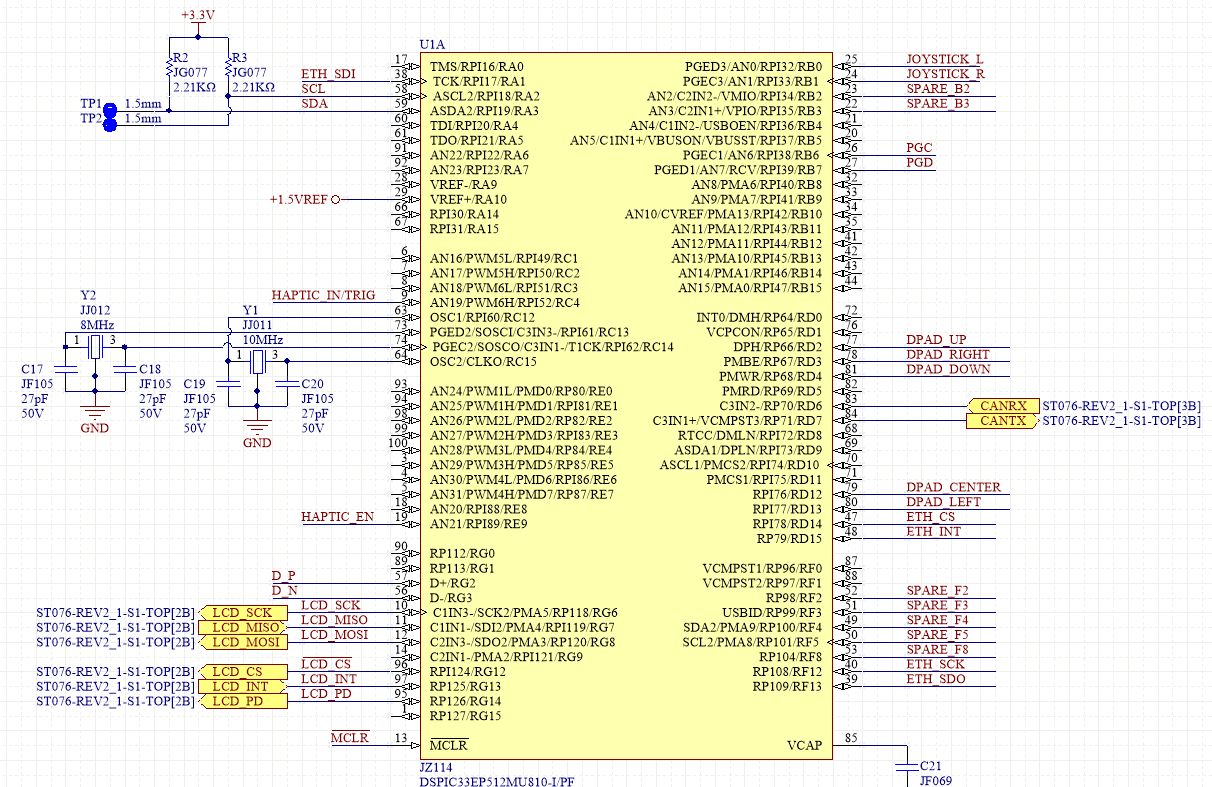 +3.3V
R2
JG077
2.21KΩ
R3
JG077
2.21KΩ
TP1 1.5mm
TP2 1.5mm
ETH_SDI
SCL
SDA
+1.5VREF
HAPTIC_IN/TRIG
Y2
JJ012
8MHz
1 3
Y1
JJ011
10MHz
1 3
C17
JF105
27pF
50V
C18
JF105
27pF
50V
C19
JF105
27pF
50V
C20
JF105
27pF
50V
GND
GND
HAPTIC_EN
D_P
D_N
ST076-REV2_1-S1-TOP[2B] LCD_SCK LCD_SCK
ST076-REV2_1-S1-TOP[2B] LCD_MISO LCD_MISO
ST076-REV2_1-S1-TOP[2B] LCD_MOSI LCD_MOSI
ST076-REV2_1-S1-TOP[2B] LCD_CS LCD_CS
ST076-REV2_1-S1-TOP[2B] LCD_INT LCD_INT
ST076-REV2_1-S1-TOP[2B] LCD_PD LCD_PD
MCLR
U1A
17 TMS/RPI16/RA0
38 TCK/RPI17/RA1
58 ASCL2/RPI18/RA2
59 ASDA2/RPI19/RA3
60 TDI/RPI20/RA4
61 TDO/RPI21/RA5
91 AN22/RPI22/RA6
92 AN23/RPI23/RA7
28 VREF-/RA9
29 VREF+/RA10
66 RPI30/RA14
67 RPI31/RA15
6 AN16/PWM5L/RPI49/RC1
7 AN17/PWM5H/RPI50/RC2
8 AN18/PWM6L/RPI51/RC3
9 AN19/PWM6H/RPI52/RC4
63 OSC1/RPI60/RC12
73 PGED2/SOSCI/C3IN3-/RPI61/RC13
74 PGEC2/SOSCO/C3IN1-/T1CK/RPI62/RC14
64 OSC2/CLKO/RC15
93 AN24/PWM1L/PMD0/RP80/RE0
94 AN25/PWM1H/PMD1/RPI81/RE1
98 AN26/PWM2L/PMD2/RP82/RE2
99 AN27/PWM2H/PMD3/RPI83/RE3
100 AN28/PWM3L/PMD4/RP84/RE4
3 AN29/PWM3H/PMD5/RP85/RE5
4 AN30/PWM4L/PMD6/RPI86/RE6
5 AN31/PWM4H/PMD7/RP87/RE7
18 AN20/RPI88/RE8
19 AN21/RPI89/RE9
90 RP112/RG0
89 RP113/RG1
57 D+/RG2
56 D-/RG3
10 C1IN3-/SCK2/PMA5/RP118/RG6
11 C1IN1-/SDI2/PMA4/RPI119/RG7
12 C2IN3-/SDO2/PMA3/RP120/RG8
14 C2IN1-/PMA2/RPI121/RG9
96 RPI124/RG12
97 RP125/RG13
95 RP126/RG14
1 RP127/RG15
13 MCLR
PGED3/AN0/RPI32/RB0 25 JOYSTICK_L
PGEC3/AN1/RPI33/RB1 24 JOYSTICK_R
AN2/C2IN2-/VMIO/RPI34/RB2 23 SPARE_B2
AN3/C2IN1+/VPIO/RPI35/RB3 22 SPARE_B3
AN4/C1IN2-/USBOEN/RPI36/RB4 21
AN5/C1IN1+/VBUSON/VBUSST/RPI37/RB5 20
PGEC1/AN6/RPI38/RB6 26 PGC
PGED1/AN7/RCV/RPI39/RB7 27 PGD
AN8/PMA6/RPI40/RB8 32
AN9/PMA7/RPI41/RB9 33
AN10/CVREF/PMA13/RPI42/RB10 34
AN11/PMA12/RPI43/RB11 35
AN12/PMA11/RPI44/RB12 41
AN13/PMA10/RPI45/RB13 42
AN14/PMA1/RPI46/RB14 43
AN15/PMA0/RPI47/RB15 44
INT0/DMH/RP64/RD0 72
VCPCON/RP65/RD1 76
DPH/RP66/RD2 77 DPAD_UP
PMBE/RP67/RD3 78 DPAD_RIGHT
PMWR/RP68/RD4 81 DPAD_DOWN
PMRD/RP69/RD5 82
C3IN2-/RP70/RD6 83 CANRX ST076-REV2_1-S1-TOP[3B]
C3IN1+/VCMPST3/RP71/RD7 84 CANTX ST076-REV2_1-S1-TOP[3B]
RTCC/DMLN/RPI72/RD8 68
ASDA1/DPLN/RPI73/RD9 69
ASCL1/PMCS2/RPI74/RD10 70
PMCS1/RPI75/RD11 71
RPI76/RD12 79 DPAD_CENTER
RPI77/RD13 80 DPAD_LEFT
RPI78/RD14 47 ETH_CS
RP79/RD15 48 ETH_INT
VCMPST1/RP96/RF0 87
VCMPST2/RP97/RF1 88
RP98/RF2 52 SPARE_F2
USBID/RP99/RF3 51 SPARE_F3
SDA2/PMA9/RP100/RF4 49 SPARE_F4
SCL2/PMA8/RP101/RF5 50 SPARE_F5
RP104/RF8 53 SPARE_F8
RP108/RF12 40 ETH_SCK
RP109/RF13 39 ETH_SDO
VCAP 85
C21
JF069
JZ114
DSPIC33EP512MU810-I/PF